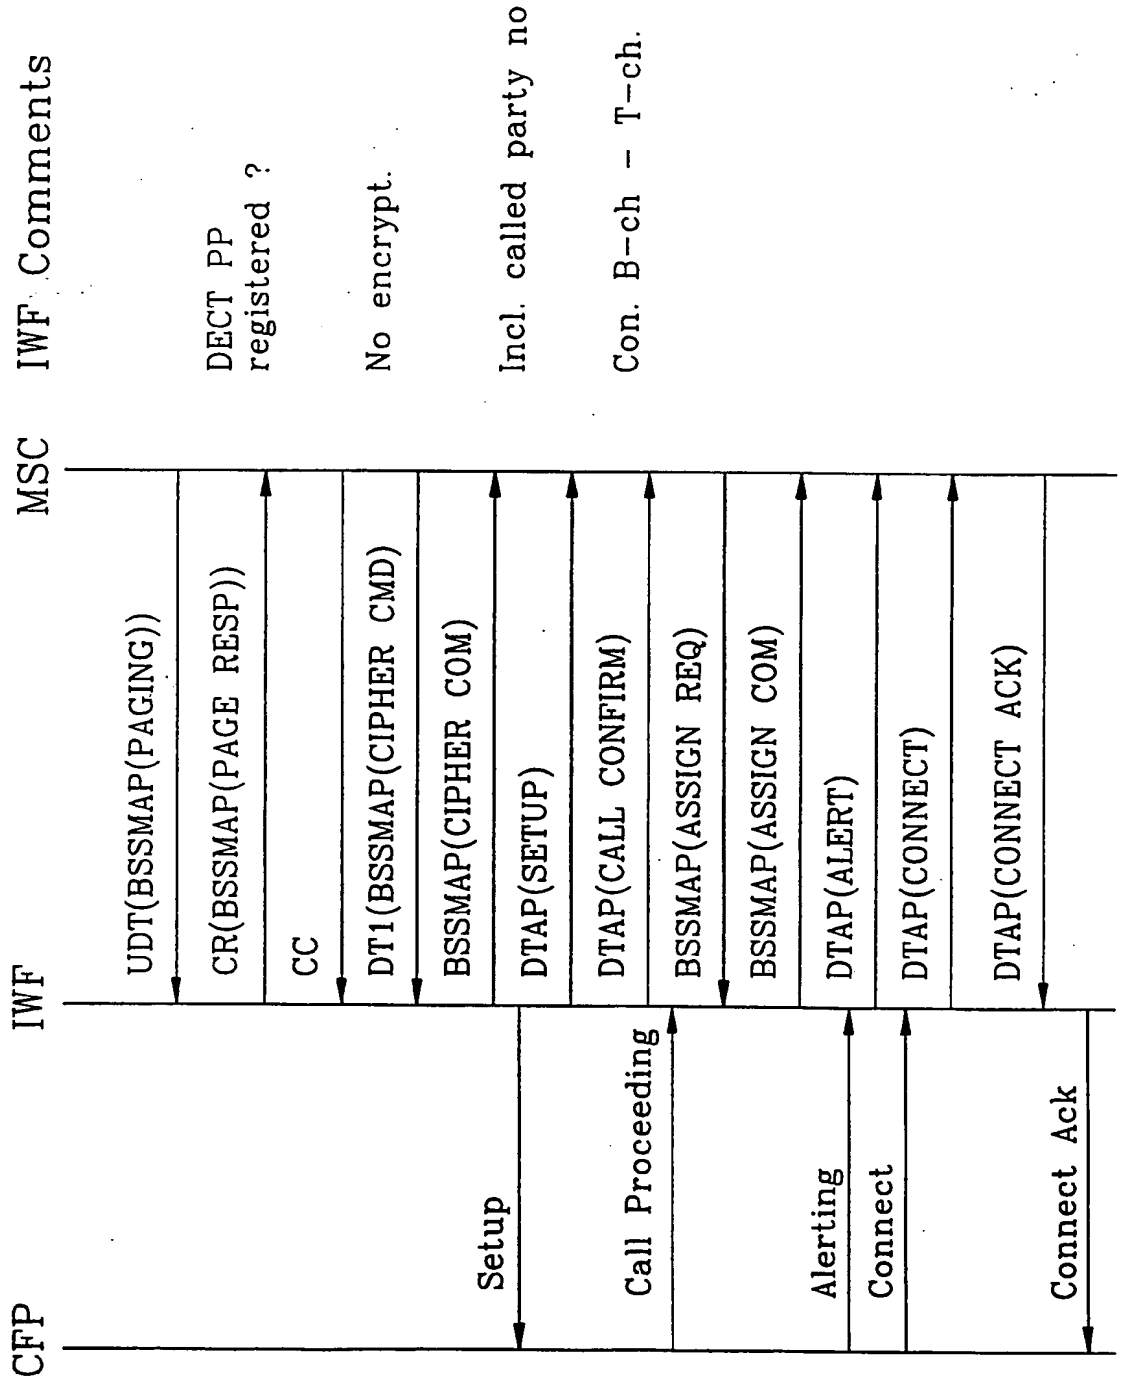 CFP
IWF
MSC
IWF Comments
UDT(BSSMAP(PAGING))
CR(BSSMAP(PAGE RESP))
DECT PP
registered ?
CC
DT1(BSSMAP(CIPHER CMD)
No encrypt.
BSSMAP(CIPHER COM)
Setup
DTAP(SETUP)
Incl. called party no
DTAP(CALL CONFIRM)
Call Proceeding
Con. B-ch - T-ch.
BSSMAP(ASSIGN REQ)
BSSMAP(ASSIGN COM)
Alerting
DTAP(ALERT)
Connect
DTAP(CONNECT)
DTAP(CONNECT ACK)
Connect Ack